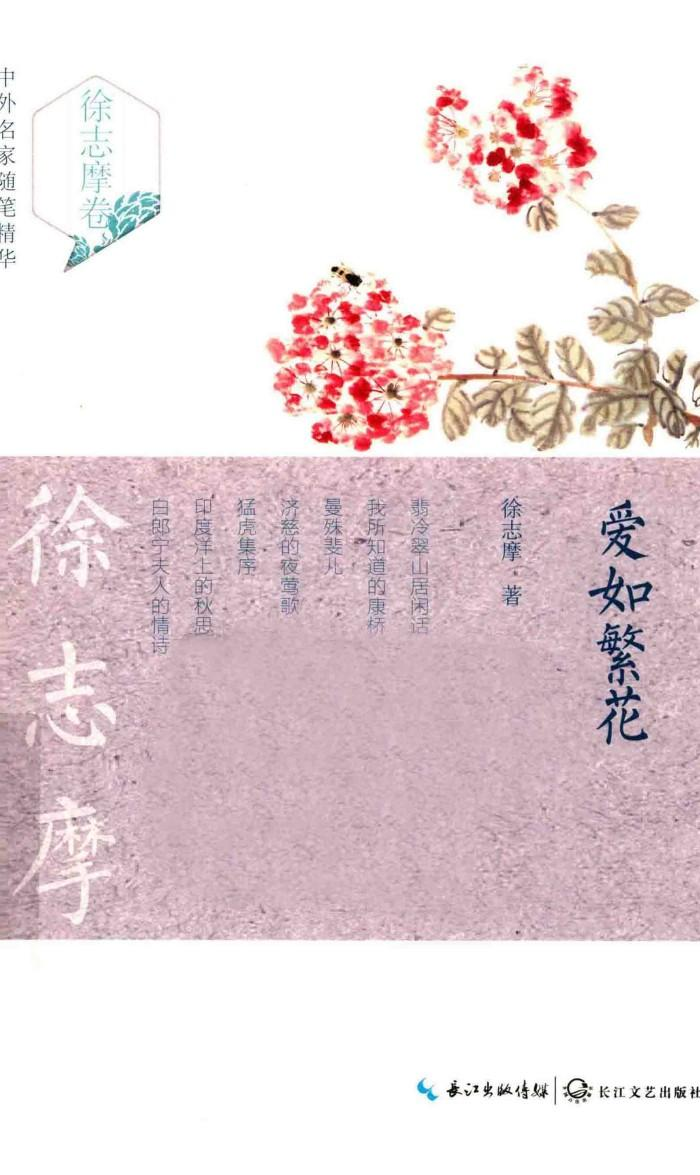 中外名家随笔精华
徐志摩卷
爱如繁花
徐志摩 著
翡冷翠山居闲话
我所知道的康桥
曼殊斐儿
济慈的夜莺歌
猛虎集序
印度洋上的秋思
白郎宁夫人的情诗
徐志摩
长江出版传媒
长江文艺出版社